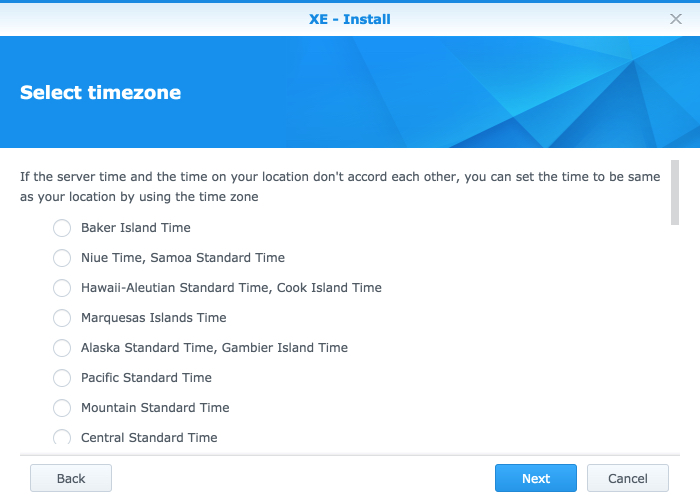 XE - Install
Select timezone
If the server time and the time on your location don't accord each other, you can set the time to be same
as your location by using the time zone
Baker Island Time
Niue Time, Samoa Standard Time
Hawaii-Aleutian Standard Time, Cook Island Time
Marquesas Islands Time
Alaska Standard Time, Gambier Island Time
Pacific Standard Time
Mountain Standard Time
Central Standard Time
Back
Next
Cancel